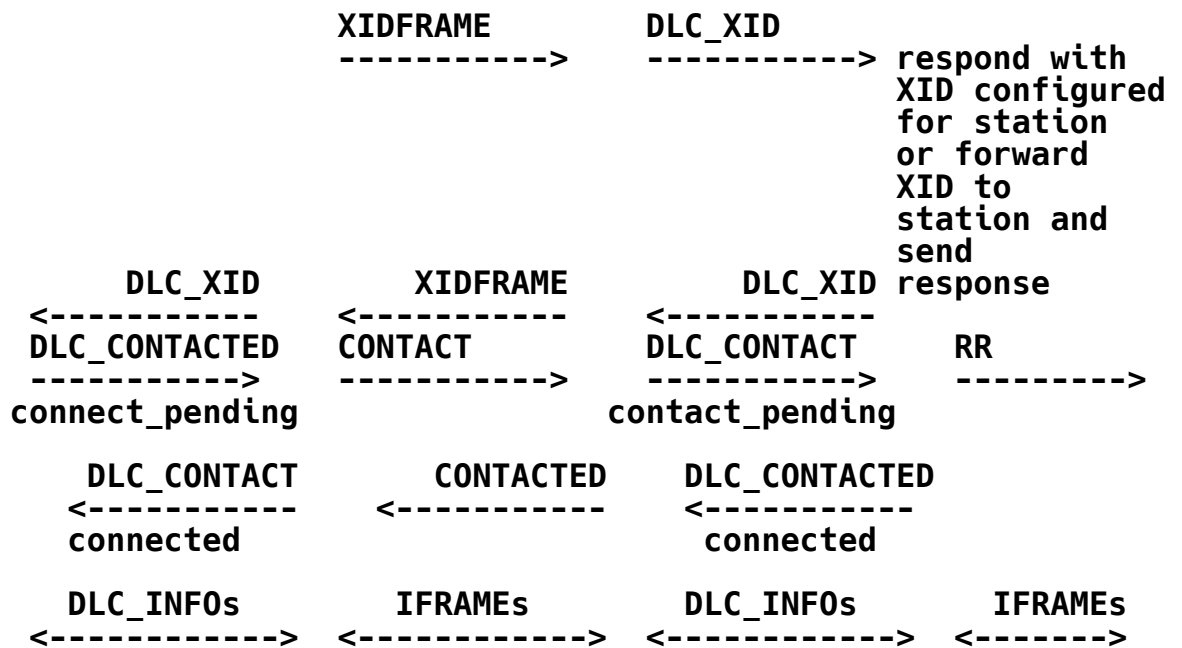 XIDFRAME DLC_XID
-----------> -----------> respond with
XID configured
for station
or forward
XID to
station and
send
DLC_XID XIDFRAME DLC_XID response
<----------- <----------- <-----------
DLC_CONTACTED CONTACT DLC_CONTACT RR
-----------> -----------> -----------> --------->
connect_pending contact_pending
DLC_CONTACT CONTACTED DLC_CONTACTED
<----------- <----------- <-----------
connected connected
DLC_INFOs IFRAMEs DLC_INFOs IFRAMEs
<------------> <------------> <------------> <------->